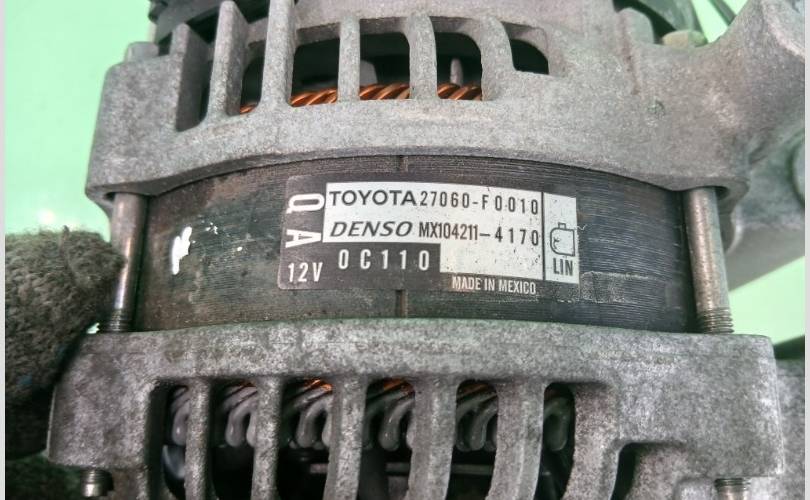 QA
TOYOTA 27060-F0010
DENSO MX104211-4170
12V 0C110
LIN
MADE IN MEXICO